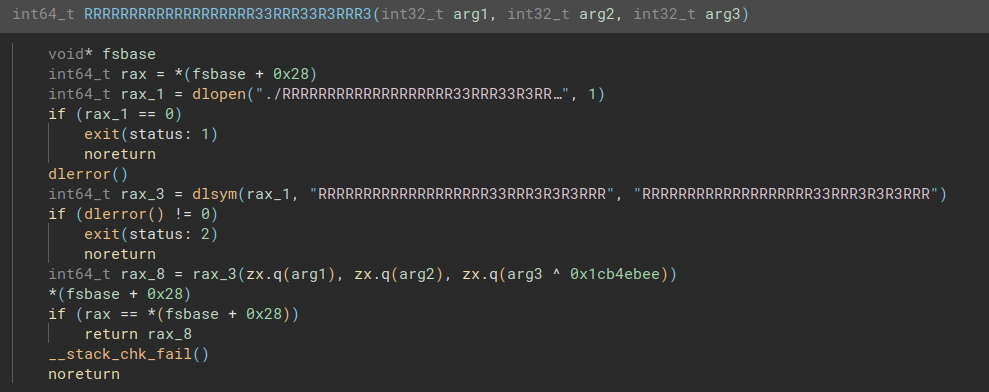 int64_t RRRRRRRRRRRRRRRRRRR33RRR33R3RRR3(int32_t arg1, int32_t arg2, int32_t arg3)
void* fsbase
int64_t rax = *(fsbase + 0x28)
int64_t rax_1 = dlopen("./RRRRRRRRRRRRRRRRRRR33RRR33R3RR…", 1)
if (rax_1 == 0)
exit(status: 1)
noreturn
dlerror()
int64_t rax_3 = dlsym(rax_1, "RRRRRRRRRRRRRRRRRRR33RRR3R3R3RRR", "RRRRRRRRRRRRRRRRRRR33RRR3R3R3RRR")
if (dlerror() != 0)
exit(status: 2)
noreturn
int64_t rax_8 = rax_3(zx.q(arg1), zx.q(arg2), zx.q(arg3 ^ 0x1cb4ebee))
*(fsbase + 0x28)
if (rax == *(fsbase + 0x28))
return rax_8
__stack_chk_fail()
noreturn